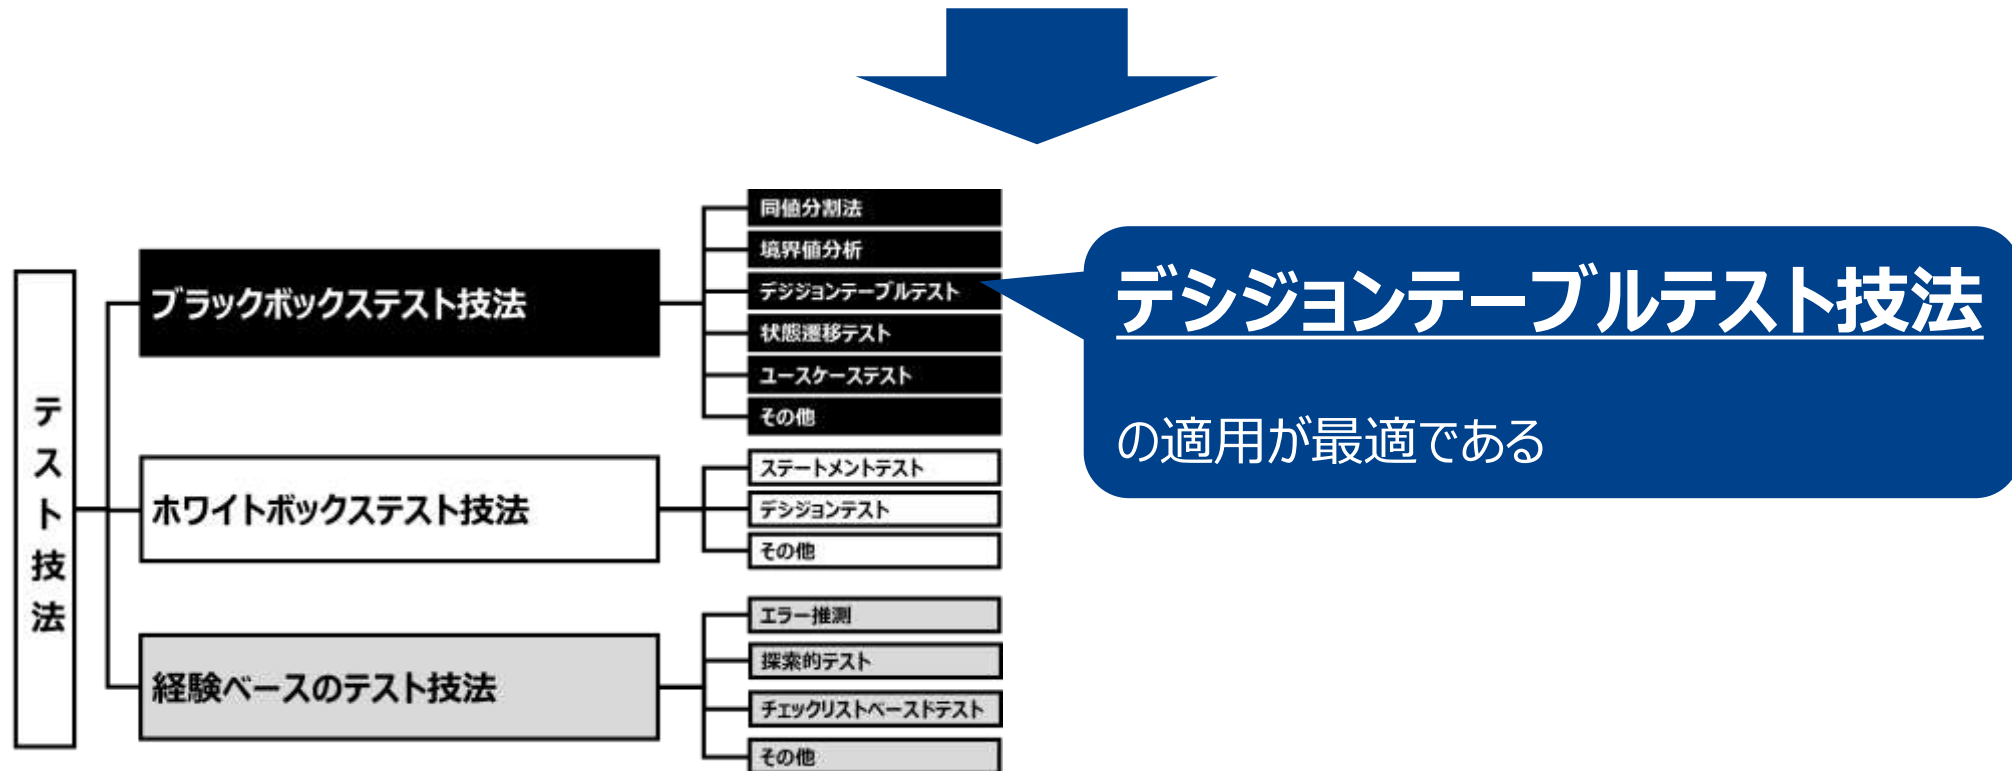 テスト技法
ブラックボックステスト技法
同値分割法
境界値分析
デジジョンテーブルテスト
状態遷移テスト
ユースケーステスト
その他
ホワイトボックステスト技法
ステートメントテスト
デシジョンテスト
その他
経験ベースのテスト技法
エラー推測
探索的テスト
チェックリストベースドテスト
その他
デシジョンテーブルテスト技法
の適用が最適である